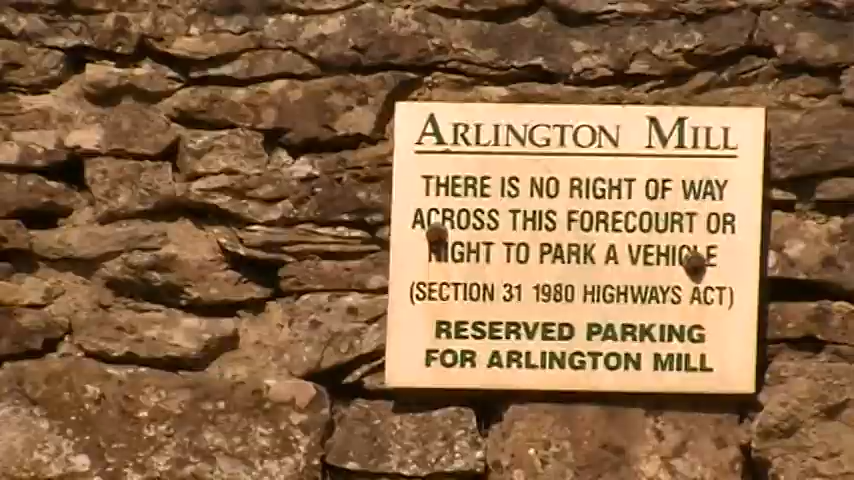 ARLINGTON MILL
THERE IS NO RIGHT OF WAY
ACROSS THIS FORECOURT OR
RIGHT TO PARK A VEHICLE
(SECTION 31 1980 HIGHWAYS ACT)
RESERVED PARKING
FOR ARLINGTON MILL